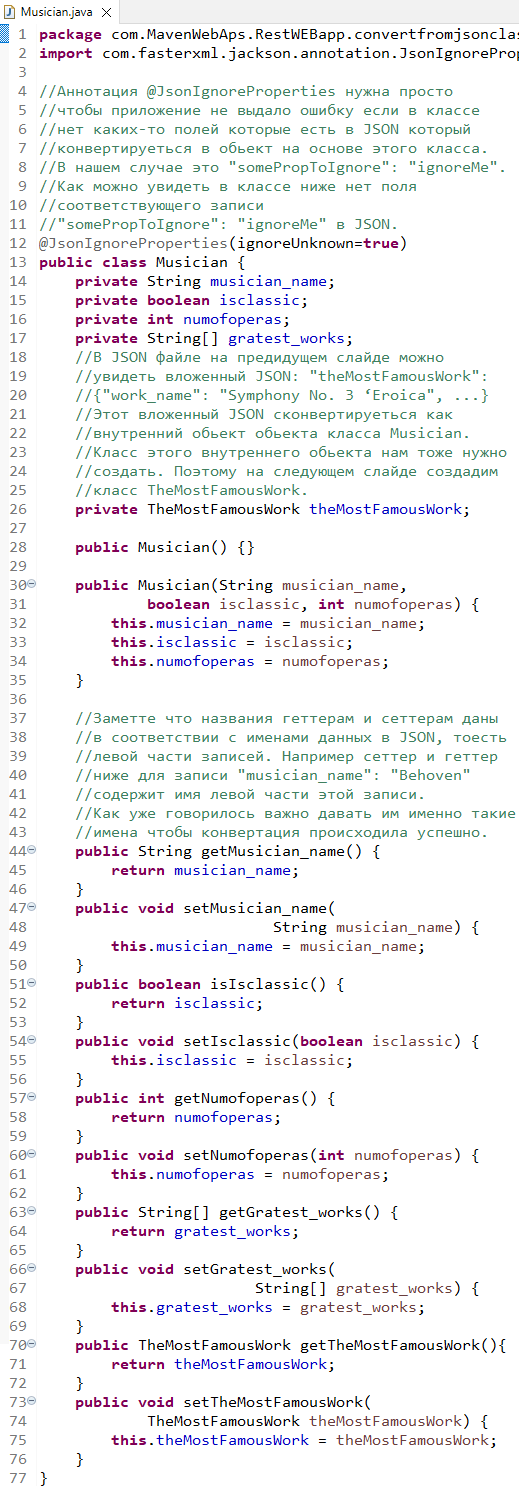 Musician.java
1 package com.MavenWebAps.RestWEBapp.convertfromjsonclas
2 import com.fasterxml.jackson.annotation.JsonIgnoreProp
3
4 //Аннотация @JsonIgnoreProperties нужна просто
5 //чтобы приложение не выдало ошибку если в классе
6 //нет каких-то полей которые есть в JSON который
7 //конвертируеться в обьект на основе этого класса.
8 //В нашем случае это "somePropToIgnore": "ignoreMe".
9 //Как можно увидеть в классе ниже нет поля
10 //соответствующего записи
11 //"somePropToIgnore": "ignoreMe" в JSON.
12 @JsonIgnoreProperties(ignoreUnknown=true)
13 public class Musician {
14 private String musician_name;
15 private boolean isclassic;
16 private int numofoperas;
17 private String[] gratest_works;
18 //В JSON файле на предидущем слайде можно
19 //увидеть вложенный JSON: "theMostFamousWork":
20 //{"work_name": "Symphony No. 3 ‘Eroica", ...}
21 //Этот вложенный JSON сконвертируеться как
22 //внутренний обьект обьекта класса Musician.
23 //Класс этого внутреннего обьекта нам тоже нужно
24 //создать. Поэтому на следующем слайде создадим
25 //класс TheMostFamousWork.
26 private TheMostFamousWork theMostFamousWork;
27
28 public Musician() {}
29
30 public Musician(String musician_name,
31 boolean isclassic, int numofoperas) {
32 this.musician_name = musician_name;
33 this.isclassic = isclassic;
34 this.numofoperas = numofoperas;
35 }
36
37 //Заметте что названия геттерам и сеттерам даны
38 //в соответствии с именами данных в JSON, тоесть
39 //левой части записей. Например сеттер и геттер
40 //ниже для записи "musician_name": "Behoven"
41 //содержит имя левой части этой записи.
42 //Как уже говорилось важно давать им именно такие
43 //имена чтобы конвертация происходила успешно.
44 public String getMusician_name() {
45 return musician_name;
46 }
47 public void setMusician_name(
48 String musician_name) {
49 this.musician_name = musician_name;
50 }
51 public boolean isIsclassic() {
52 return isclassic;
53 }
54 public void setIsclassic(boolean isclassic) {
55 this.isclassic = isclassic;
56 }
57 public int getNumofoperas() {
58 return numofoperas;
59 }
60 public void setNumofoperas(int numofoperas) {
61 this.numofoperas = numofoperas;
62 }
63 public String[] getGratest_works() {
64 return gratest_works;
65 }
66 public void setGratest_works(
67 String[] gratest_works) {
68 this.gratest_works = gratest_works;
69 }
70 public TheMostFamousWork getTheMostFamousWork(){
71 return theMostFamousWork;
72 }
73 public void setTheMostFamousWork(
74 TheMostFamousWork theMostFamousWork) {
75 this.theMostFamousWork = theMostFamousWork;
76 }
77 }